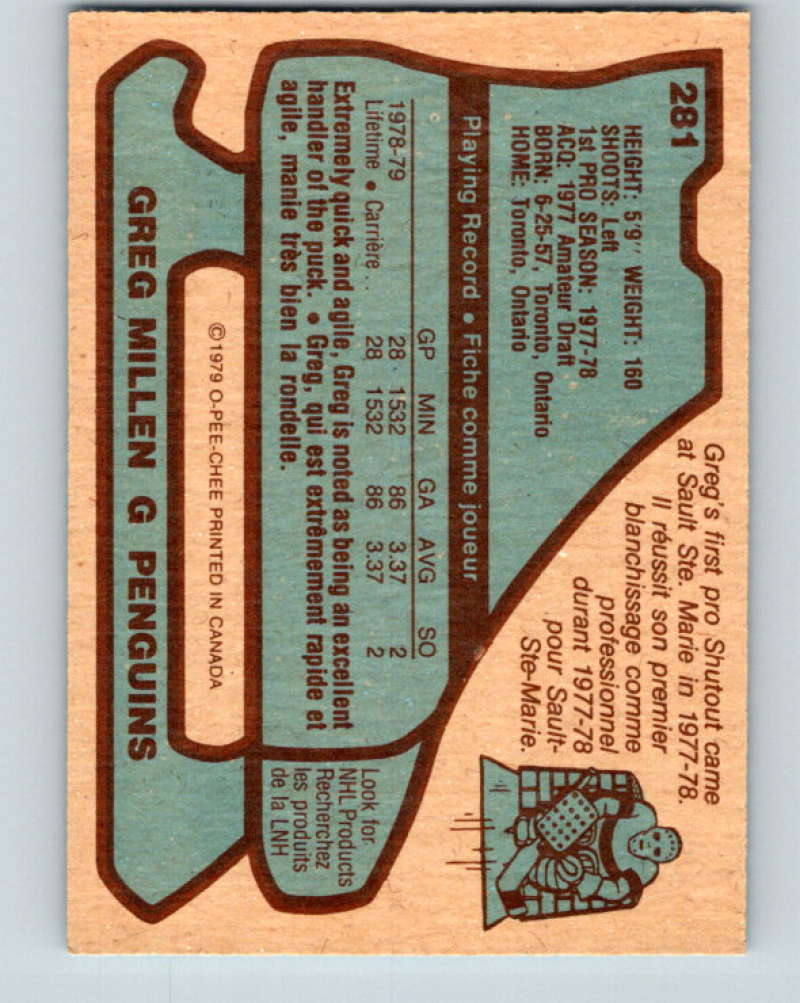 281
HEIGHT: 5'9'' WEIGHT: 160
SHOOTS: Left
1st PRO SEASON: 1977-78
ACQ: 1977 Amateur Draft
BORN: 6-25-57, Toronto, Ontario
HOME: Toronto, Ontario
Greg's first pro Shutout came
at Sault Ste. Marie in 1977-78.
Il réussit son premier
blanchissage comme
professionnel
durant 1977-78
pour Sault-
Ste-Marie.
Playing Record • Fiche comme joueur
GP MIN GA AVG SO
1978-79 28 1532 86 3.37 2
Lifetime • Carrière . . 28 1532 86 3.37 2
Extremely quick and agile, Greg is noted as being an excellent
handler of the puck. • Greg, qui est extrêmement rapide et
agile, manie très bien la rondelle.
Look for
NHL Products
Recherchez
les produits
de la LNH
©1979 O-PEE-CHEE PRINTED IN CANADA
GREG MILLEN G PENGUINS